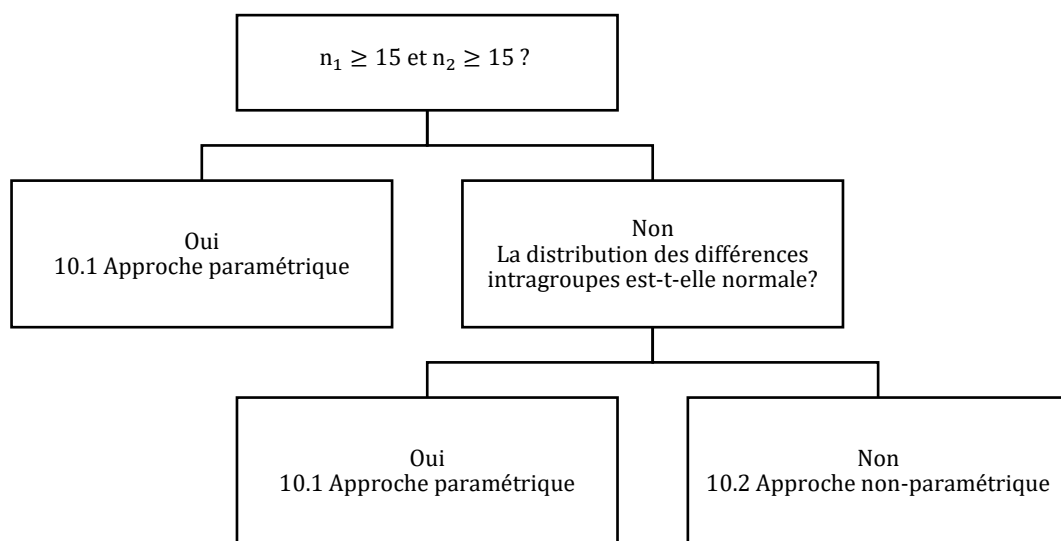 n₁ ≥ 15 et n₂ ≥ 15 ?
Oui
10.1 Approche paramétrique
Non
La distribution des différences
intragroupes est-t-elle normale?
Oui
10.1 Approche paramétrique
Non
10.2 Approche non-paramétrique